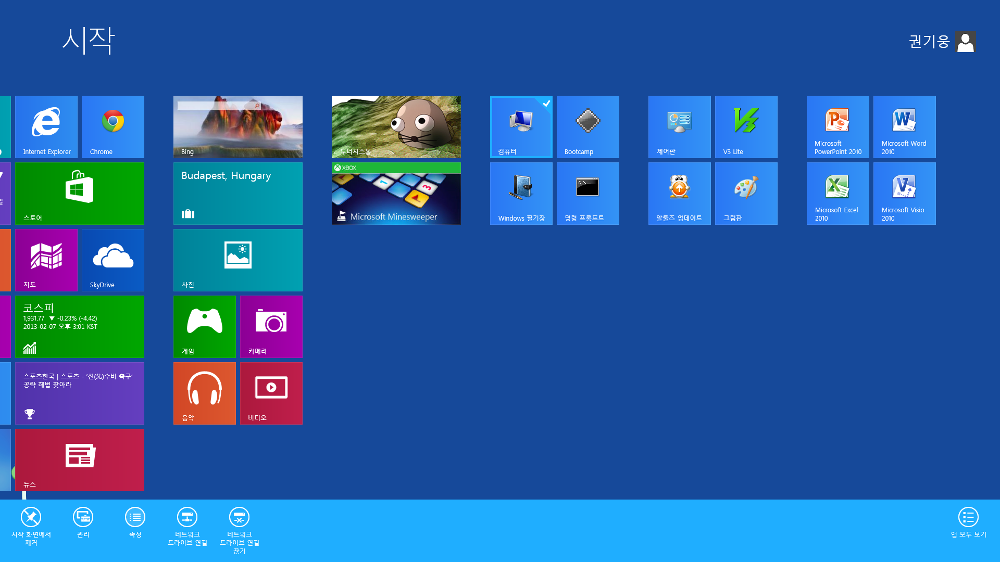 시작
권기웅
Internet Explorer
Chrome
스토어
지도
SkyDrive
코스피
1,931.77 ▼ -0.23% (-4.42)
2013-02-07 오후 3:01 KST
스포츠한국 | 스포츠 - '선(先)수비 축구'
공략 해법 찾아라
뉴스
Bing
Budapest, Hungary
사진
게임
카메라
음악
비디오
두더지스톰
XBOX
Microsoft Minesweeper
컴퓨터
Bootcamp
Windows 필기장
C:\._
명령 프롬프트
제어판
V3 Lite
알툴즈 업데이트
그림판
Microsoft
PowerPoint 2010
Microsoft Word
2010
Microsoft Excel
2010
Microsoft Visio
2010
시작 화면에서
제거
관리
속성
네트워크
드라이브 연결
네트워크
드라이브 연결
끊기
앱 모두 보기